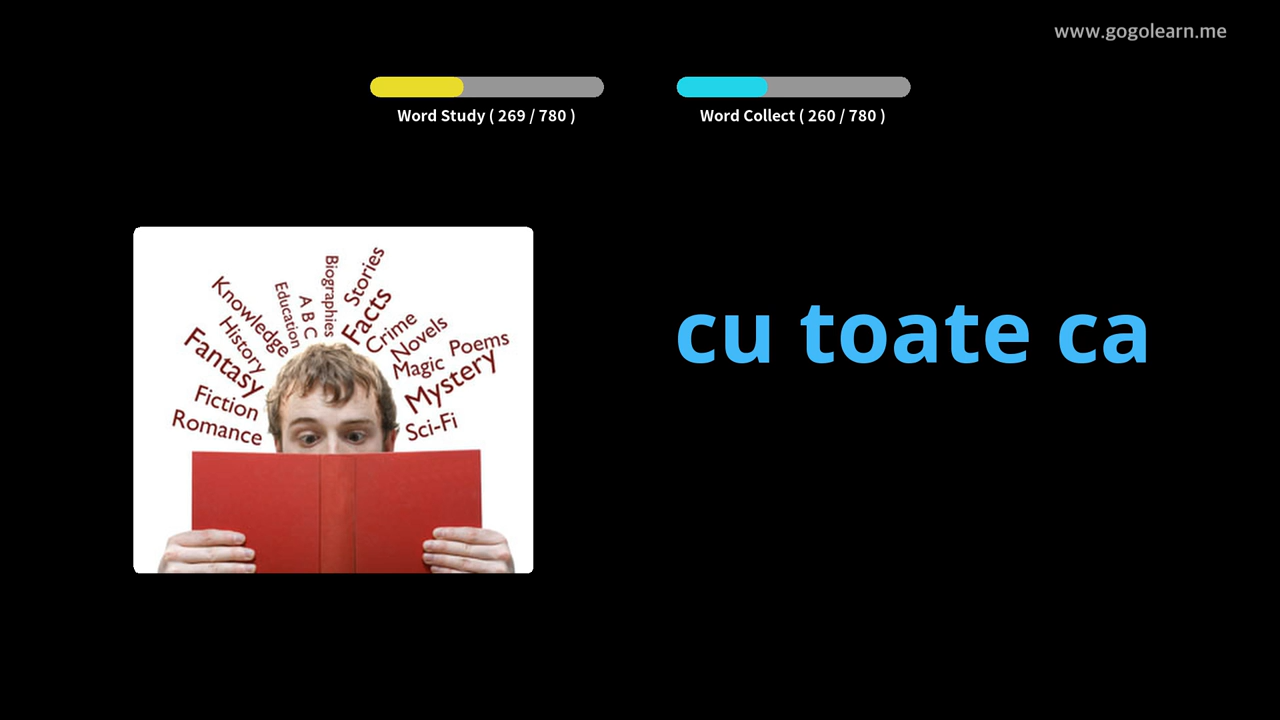 www.gogolearn.me
Word Study ( 269 / 780 )
Word Collect ( 260 / 780 )
cu toate ca
Biographies
Stories
Education
A B C
Facts
Knowledge
History
Crime
Novels
Poems
Fantasy
Magic
Mystery
Fiction
Romance
Sci-Fi